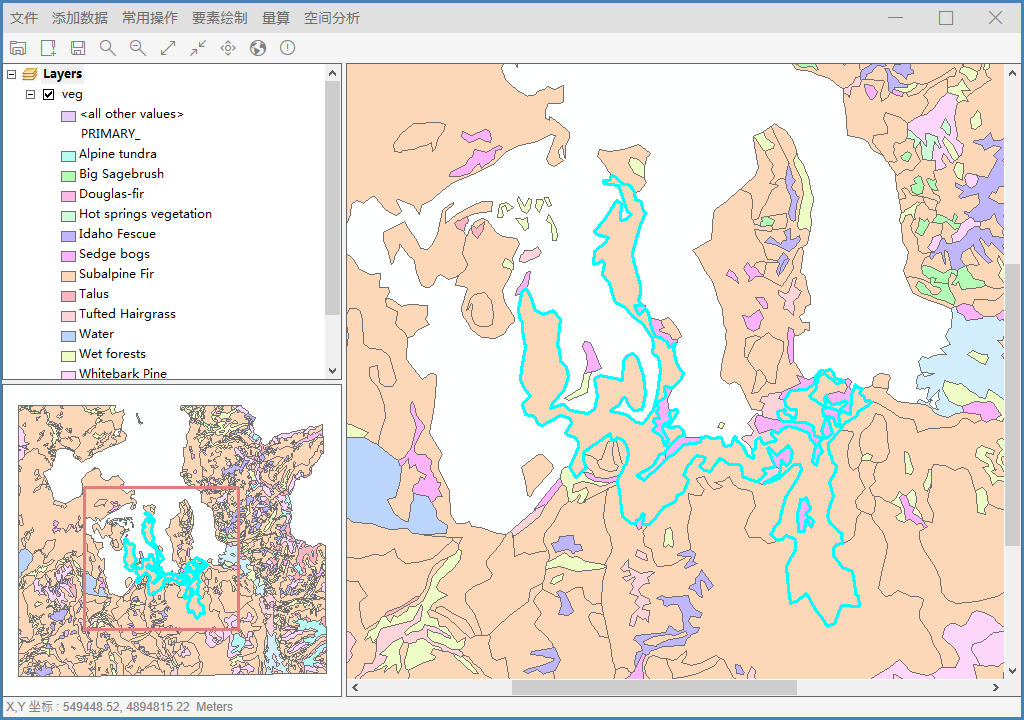 文件 添加数据 常用操作 要素绘制 量算 空间分析
Layers
veg
<all other values>
PRIMARY_
Alpine tundra
Big Sagebrush
Douglas-fir
Hot springs vegetation
Idaho Fescue
Sedge bogs
Subalpine Fir
Talus
Tufted Hairgrass
Water
Wet forests
Whitebark Pine
X,Y 坐标 : 549448.52, 4894815.22 Meters